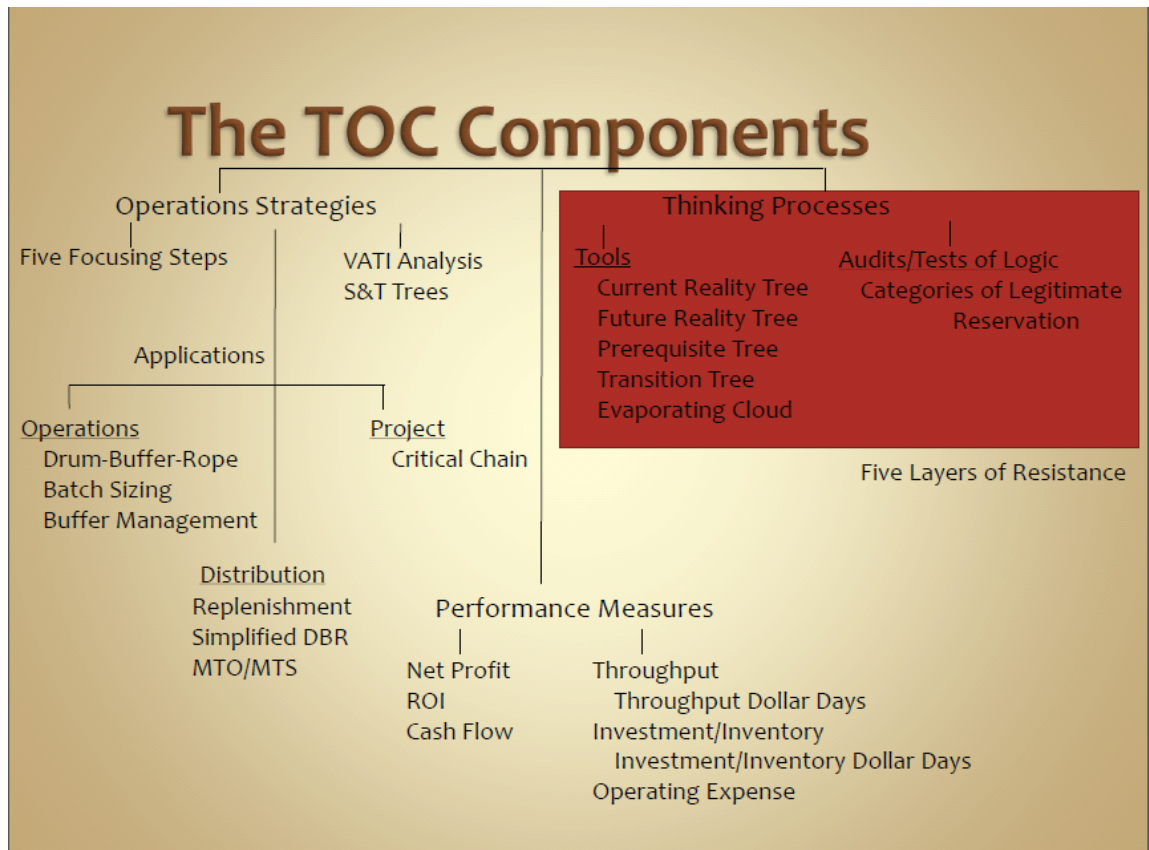 The TOC Components
Operations Strategies
Five Focusing Steps
VATI Analysis
S&T Trees
Applications
Operations
Drum-Buffer-Rope
Batch Sizing
Buffer Management
Project
Critical Chain
Distribution
Replenishment
Simplified DBR
MTO/MTS
Performance Measures
Net Profit
ROI
Cash Flow
Throughput
Throughput Dollar Days
Investment/Inventory
Investment/Inventory Dollar Days
Operating Expense
Thinking Processes
Tools
Current Reality Tree
Future Reality Tree
Prerequisite Tree
Transition Tree
Evaporating Cloud
Audits/Tests of Logic
Categories of Legitimate
Reservation
Five Layers of Resistance